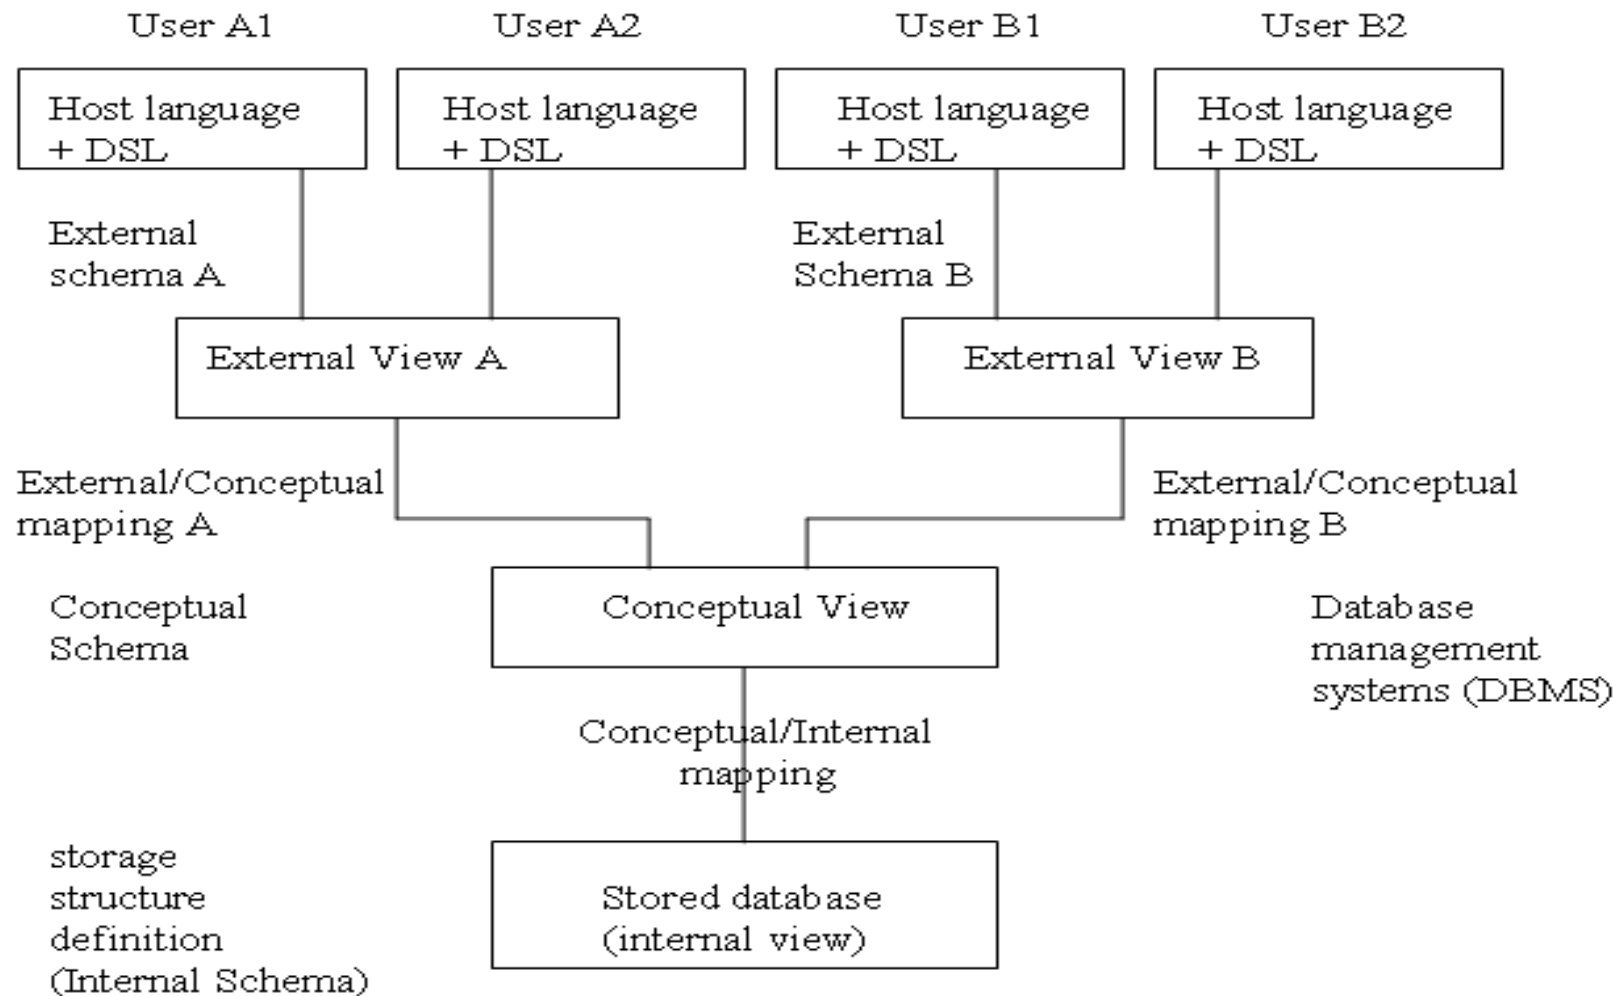 User A1
User A2
User B1
User B2
Host language
+ DSL
Host language
+ DSL
Host language
+ DSL
Host language
+ DSL
External
schema A
External
Schema B
External View A
External View B
External/Conceptual
mapping A
External/Conceptual
mapping B
Conceptual
Schema
Conceptual View
Database
management
systems (DBMS)
Conceptual/Internal
mapping
storage
structure
definition
(Internal Schema)
Stored database
(internal view)